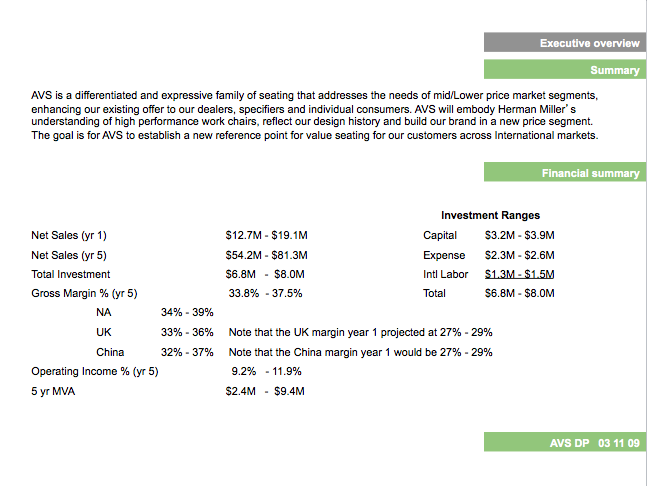 Executive overview
Summary
AVS is a differentiated and expressive family of seating that addresses the needs of mid/Lower price market segments,
enhancing our existing offer to our dealers, specifiers and individual consumers. AVS will embody Herman Miller's
understanding of high performance work chairs, reflect our design history and build our brand in a new price segment.
The goal is for AVS to establish a new reference point for value seating for our customers across International markets.
Financial summary
Investment Ranges
Net Sales (yr 1) $12.7M - $19.1M Capital $3.2M - $3.9M
Net Sales (yr 5) $54.2M - $81.3M Expense $2.3M - $2.6M
Total Investment $6.8M - $8.0M Intl Labor $1.3M - $1.5M
Gross Margin % (yr 5) 33.8% - 37.5% Total $6.8M - $8.0M
NA 34% - 39%
UK 33% - 36% Note that the UK margin year 1 projected at 27% - 29%
China 32% - 37% Note that the China margin year 1 would be 27% - 29%
Operating Income % (yr 5) 9.2% - 11.9%
5 yr MVA $2.4M - $9.4M
AVS DP 03 11 09